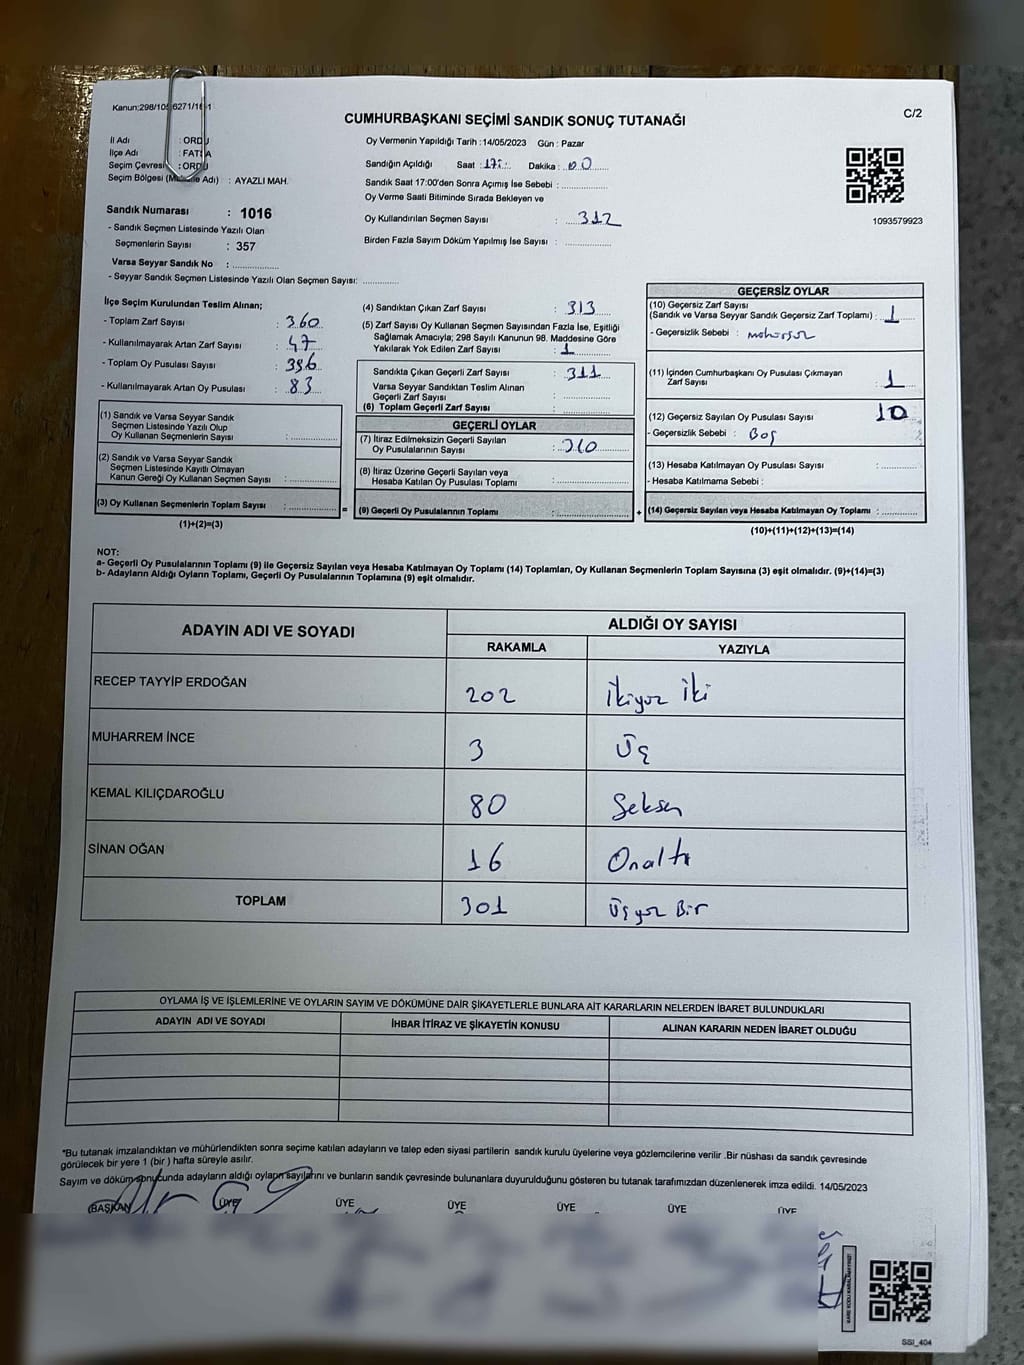 Kanun:298/105 6271/16-1
C/2
CUMHURBAŞKANI SEÇİMİ SANDIK SONUÇ TUTANAĞI
İl Adı : ORDU
İlçe Adı : FATSA
Seçim Çevresi : ORDU
Seçim Bölgesi (Mahalle Adı) : AYAZLI MAH.
Sandık Numarası : 1016
- Sandık Seçmen Listesinde Yazılı Olan
Seçmenlerin Sayısı : 357
Varsa Seyyar Sandık No : ................
- Seyyar Sandık Seçmen Listesinde Yazılı Olan Seçmen Sayısı: ............
Oy Vermenin Yapıldığı Tarih : 14/05/2023 Gün : Pazar
Sandığın Açıldığı Saat : 17 Dakika : 00
Sandık Saat 17:00'den Sonra Açımış İse Sebebi : ................
Oy Verme Saati Bitiminde Sırada Bekleyen ve
Oy Kullandırılan Seçmen Sayısı : 312
Birden Fazla Sayım Döküm Yapılmış İse Sayısı : ................
1093579923
İlçe Seçim Kurulundan Teslim Alınan;
- Toplam Zarf Sayısı : 360
- Kullanılmayarak Artan Zarf Sayısı : 47
- Toplam Oy Pusulası Sayısı : 396
- Kullanılmayarak Artan Oy Pusulası : 83
(1) Sandık ve Varsa Seyyar Sandık
Seçmen Listesinde Yazılı Olup
Oy Kullanan Seçmenlerin Sayısı : ................
(2) Sandık ve Varsa Seyyar Sandık
Seçmen Listesinde Kayıtlı Olmayan
Kanun Gereği Oy Kullanan Seçmen Sayısı : ................
(3) Oy Kullanan Seçmenlerin Toplam Sayısı : ................ =
(1)+(2)=(3)
(4) Sandıktan Çıkan Zarf Sayısı : 313
(5) Zarf Sayısı Oy Kullanan Seçmen Sayısından Fazla İse, Eşitliği
Sağlamak Amacıyla; 298 Sayılı Kanunun 98. Maddesine Göre
Yakılarak Yok Edilen Zarf Sayısı : 1
Sandıkta Çıkan Geçerli Zarf Sayısı : 311
Varsa Seyyar Sandıktan Teslim Alınan
Geçerli Zarf Sayısı : ................
(6) Toplam Geçerli Zarf Sayısı : ................
GEÇERLİ OYLAR
(7) İtiraz Edilmeksizin Geçerli Sayılan
Oy Pusulalarının Sayısı :
(8) İtiraz Üzerine Geçerli Sayılan veya
Hesaba Katılan Oy Pusulası Toplamı : ................
(9) Geçerli Oy Pusulalarının Toplamı : ................ +
GEÇERSİZ OYLAR
(10) Geçersiz Zarf Sayısı
(Sandık ve Varsa Seyyar Sandık Geçersiz Zarf Toplamı) : 1
- Geçersizlik Sebebi : mühürsüz
(11) İçinden Cumhurbaşkanı Oy Pusulası Çıkmayan
Zarf Sayısı : 1
(12) Geçersiz Sayılan Oy Pusulası Sayısı 10
- Geçersizlik Sebebi : Boş
(13) Hesaba Katılmayan Oy Pusulası Sayısı : ............
- Hesaba Katılmama Sebebi :
(14) Geçersiz Sayılan veya Hesaba Katılmayan Oy Toplamı : ............
(10)+(11)+(12)+(13)=(14)
NOT:
a- Geçerli Oy Pusulalarının Toplamı (9) ile Geçersiz Sayılan veya Hesaba Katılmayan Oy Toplamı (14) Toplamları, Oy Kullanan Seçmenlerin Toplam Sayısına (3) eşit olmalıdır. (9)+(14)=(3)
b- Adayların Aldığı Oyların Toplamı, Geçerli Oy Pusulalarının Toplamına (9) eşit olmalıdır.
ADAYIN ADI VE SOYADI
ALDIĞI OY SAYISI
RAKAMLA YAZIYLA
RECEP TAYYİP ERDOĞAN 202 İkiyüz İki
MUHARREM İNCE 3 Üç
KEMAL KILIÇDAROĞLU 80 Seksen
SİNAN OĞAN 16 Onaltı
TOPLAM 301 Üçyüz Bir
OYLAMA İŞ VE İŞLEMLERİNE VE OYLARIN SAYIM VE DÖKÜMÜNE DAİR ŞİKAYETLERLE BUNLARA AİT KARARLARIN NELERDEN İBARET BULUNDUKLARI
ADAYIN ADI VE SOYADI İHBAR İTİRAZ VE ŞİKAYETİN KONUSU ALINAN KARARIN NEDEN İBARET OLDUĞU
*Bu tutanak imzalandıktan ve mühürlendikten sonra seçime katılan adayların ve talep eden siyasi partilerin sandık kurulu üyelerine veya gözlemcilerine verilir .Bir nüshası da sandık çevresinde
görülecek bir yere 1 (bir ) hafta süreyle asılır.
Sayım ve döküm sonucunda adayların aldığı oyların sayılarını ve bunların sandık çevresinde bulunanlara duyurulduğunu gösteren bu tutanak tarafımızdan düzenlenerek imza edildi. 14/05/2023
BAŞKAN ÜYE ÜYE ÜYE ÜYE ÜYE ÜYE
SSI_404